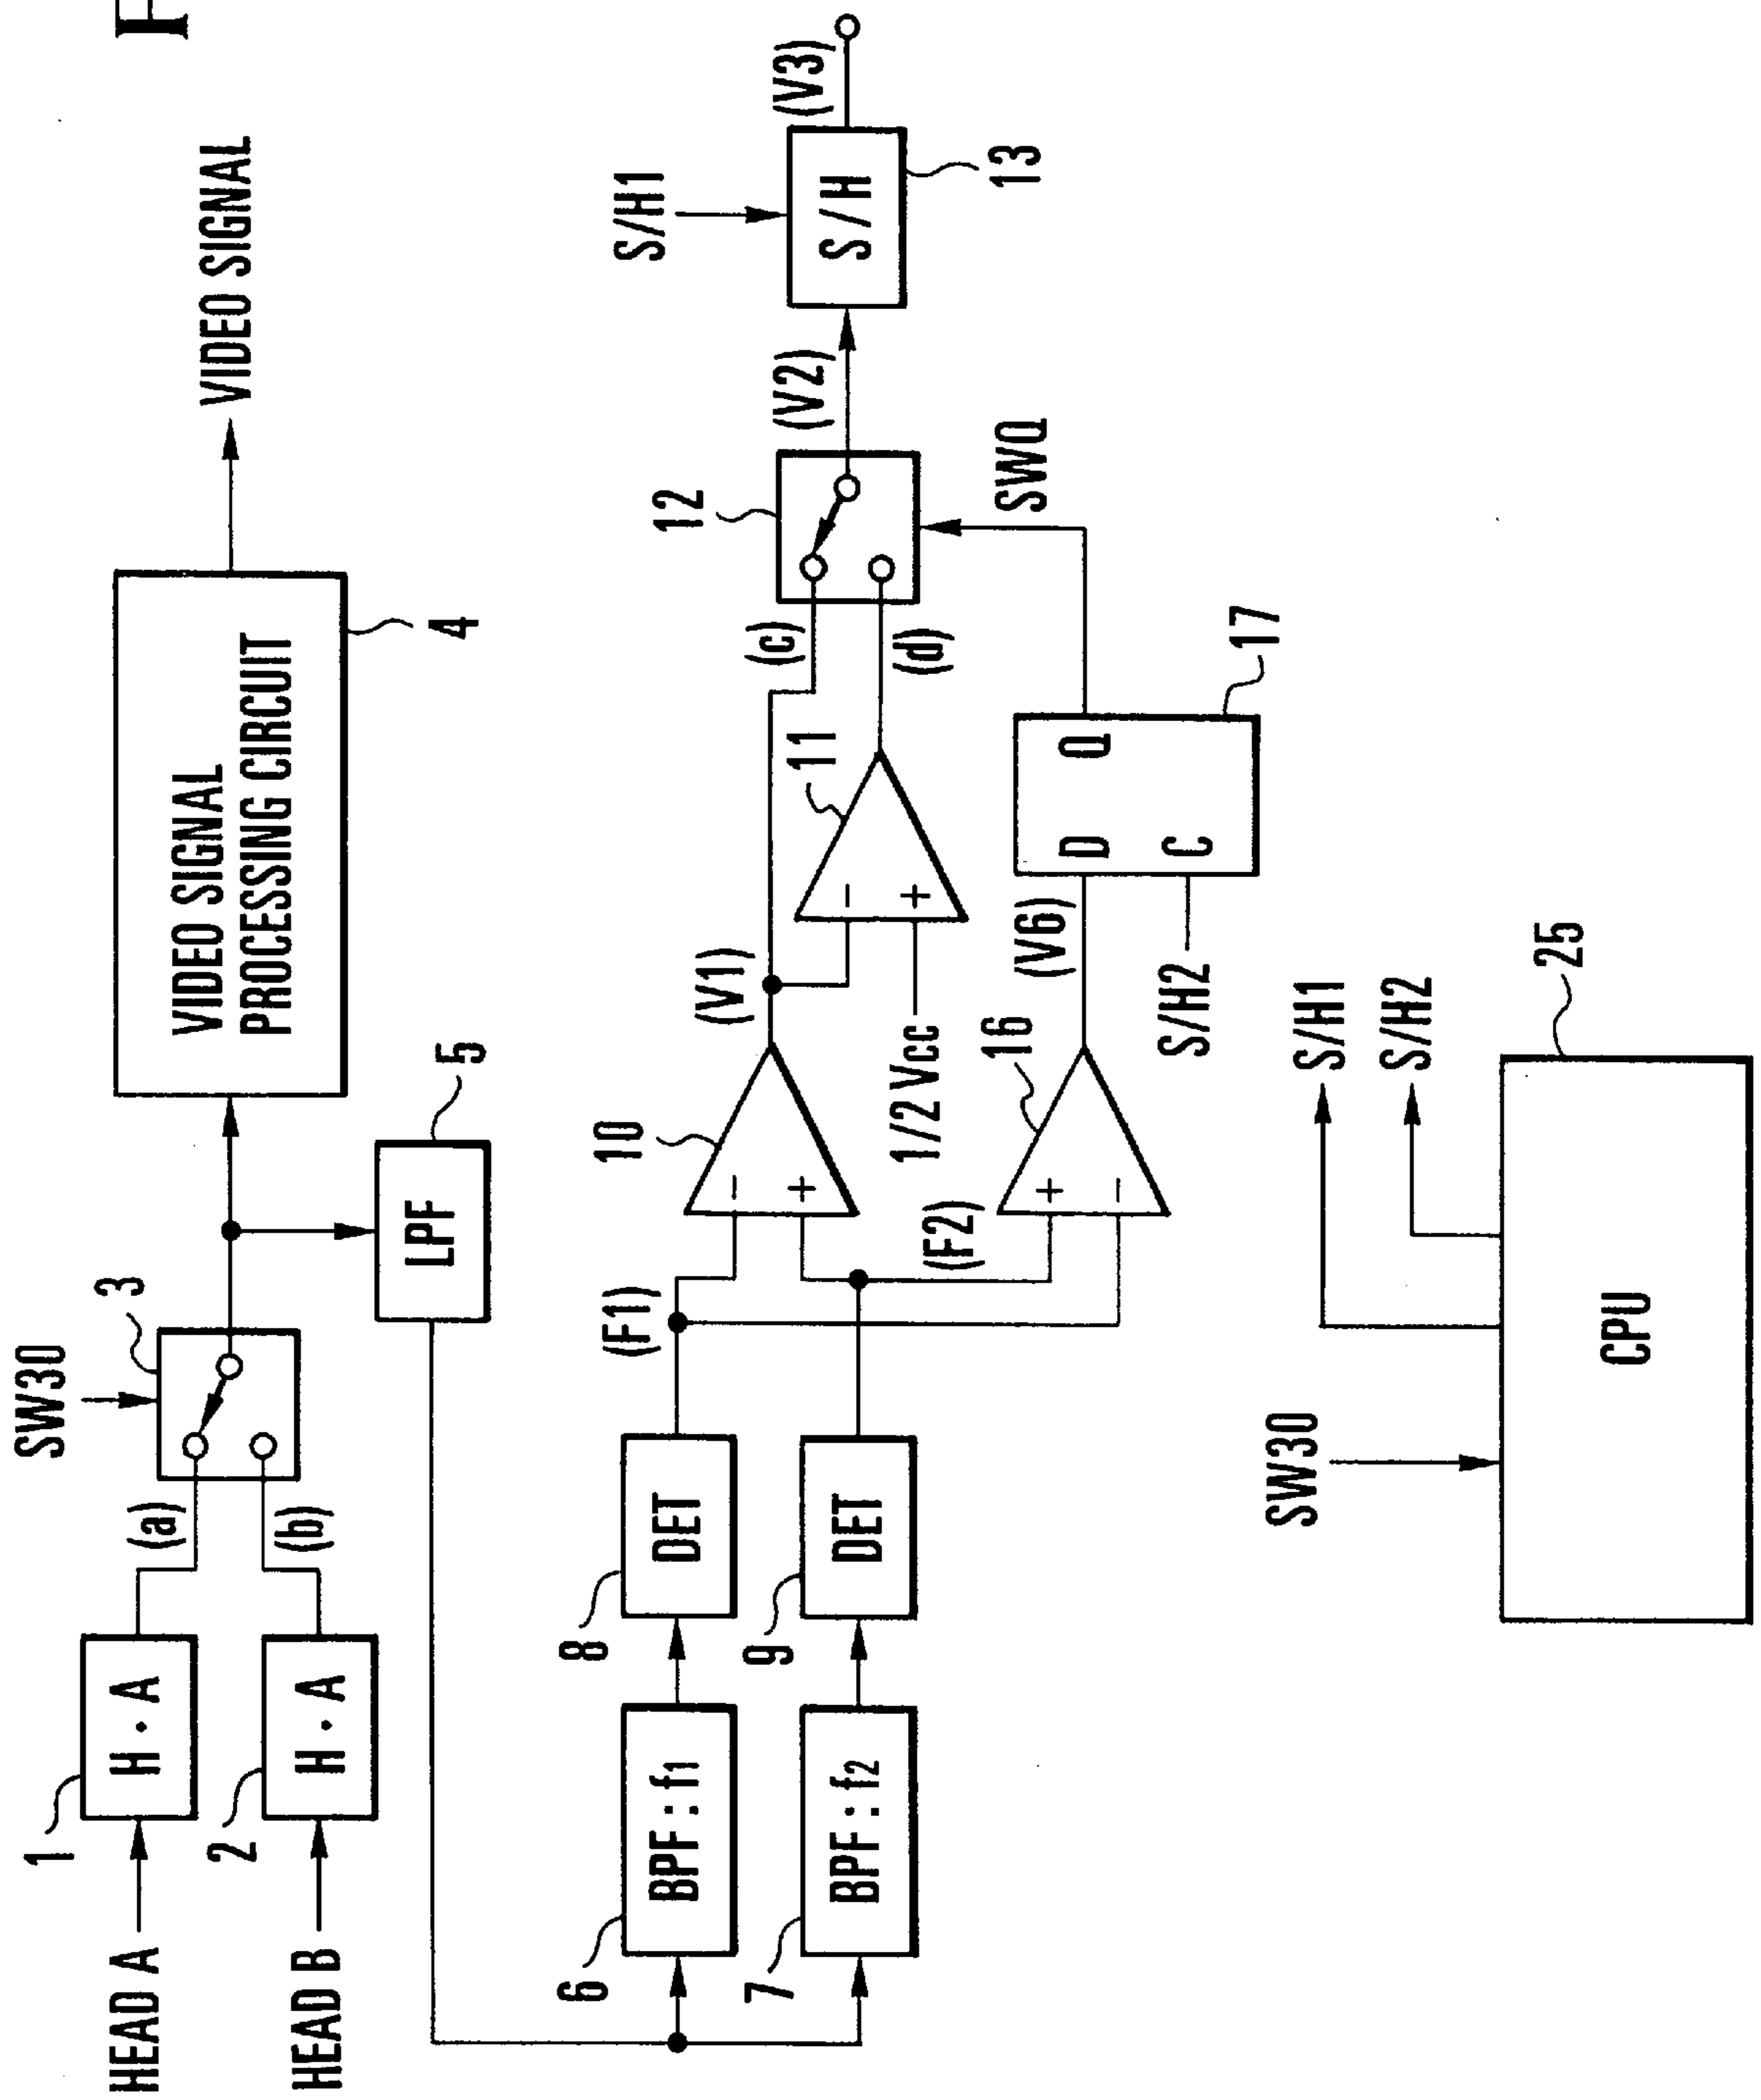 F
HEAD A
1
H·A
(a)
SW30
3
HEAD B
2
H·A
(b)
VIDEO SIGNAL
PROCESSING CIRCUIT
4
VIDEO SIGNAL
LPF
5
6
BPF:f1
8
DET
(F1)
7
BPF:f2
9
DET
(F2)
10
-
+
(V1)
11
-
+
1/2 Vcc
(c)
(d)
12
(V2)
S/H1
S/H
13
(V3)
16
+
-
(V6)
S/H2
D
Q
C
17
SWQ
SW30
CPU
25
S/H1
S/H2